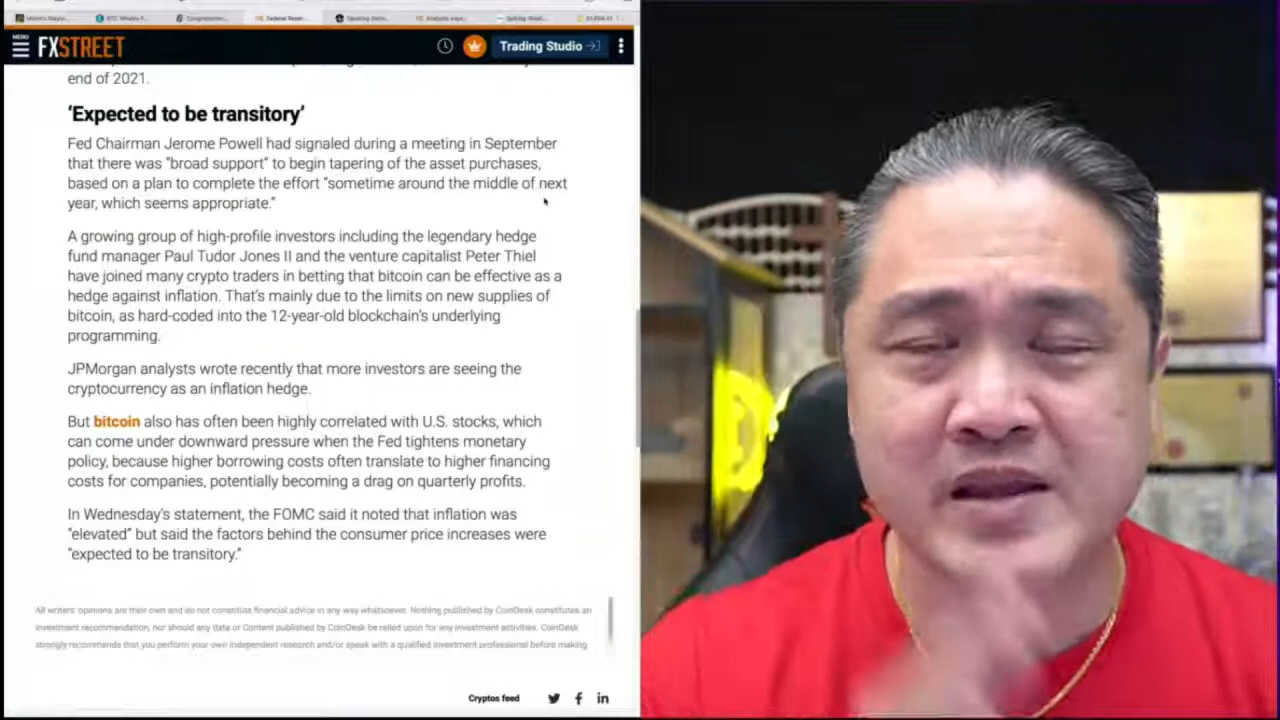 MENU
FXSTREET
Trading Studio
end of 2021.
‘Expected to be transitory’
Fed Chairman Jerome Powell had signaled during a meeting in September
that there was “broad support” to begin tapering of the asset purchases,
based on a plan to complete the effort “sometime around the middle of next
year, which seems appropriate.”
A growing group of high-profile investors including the legendary hedge
fund manager Paul Tudor Jones II and the venture capitalist Peter Thiel
have joined many crypto traders in betting that bitcoin can be effective as a
hedge against inflation. That’s mainly due to the limits on new supplies of
bitcoin, as hard-coded into the 12-year-old blockchain’s underlying
programming.
JPMorgan analysts wrote recently that more investors are seeing the
cryptocurrency as an inflation hedge.
But bitcoin also has often been highly correlated with U.S. stocks, which
can come under downward pressure when the Fed tightens monetary
policy, because higher borrowing costs often translate to higher financing
costs for companies, potentially becoming a drag on quarterly profits.
In Wednesday’s statement, the FOMC said it noted that inflation was
“elevated” but said the factors behind the consumer price increases were
“expected to be transitory.”
All writers’ opinions are their own and do not constitute financial advice in any way whatsoever. Nothing published by CoinDesk constitutes an
investment recommendation, nor should any data or Content published by CoinDesk be relied upon for any investment activities. CoinDesk
strongly recommends that you perform your own independent research and/or speak with a qualified investment professional before making
Cryptos feed